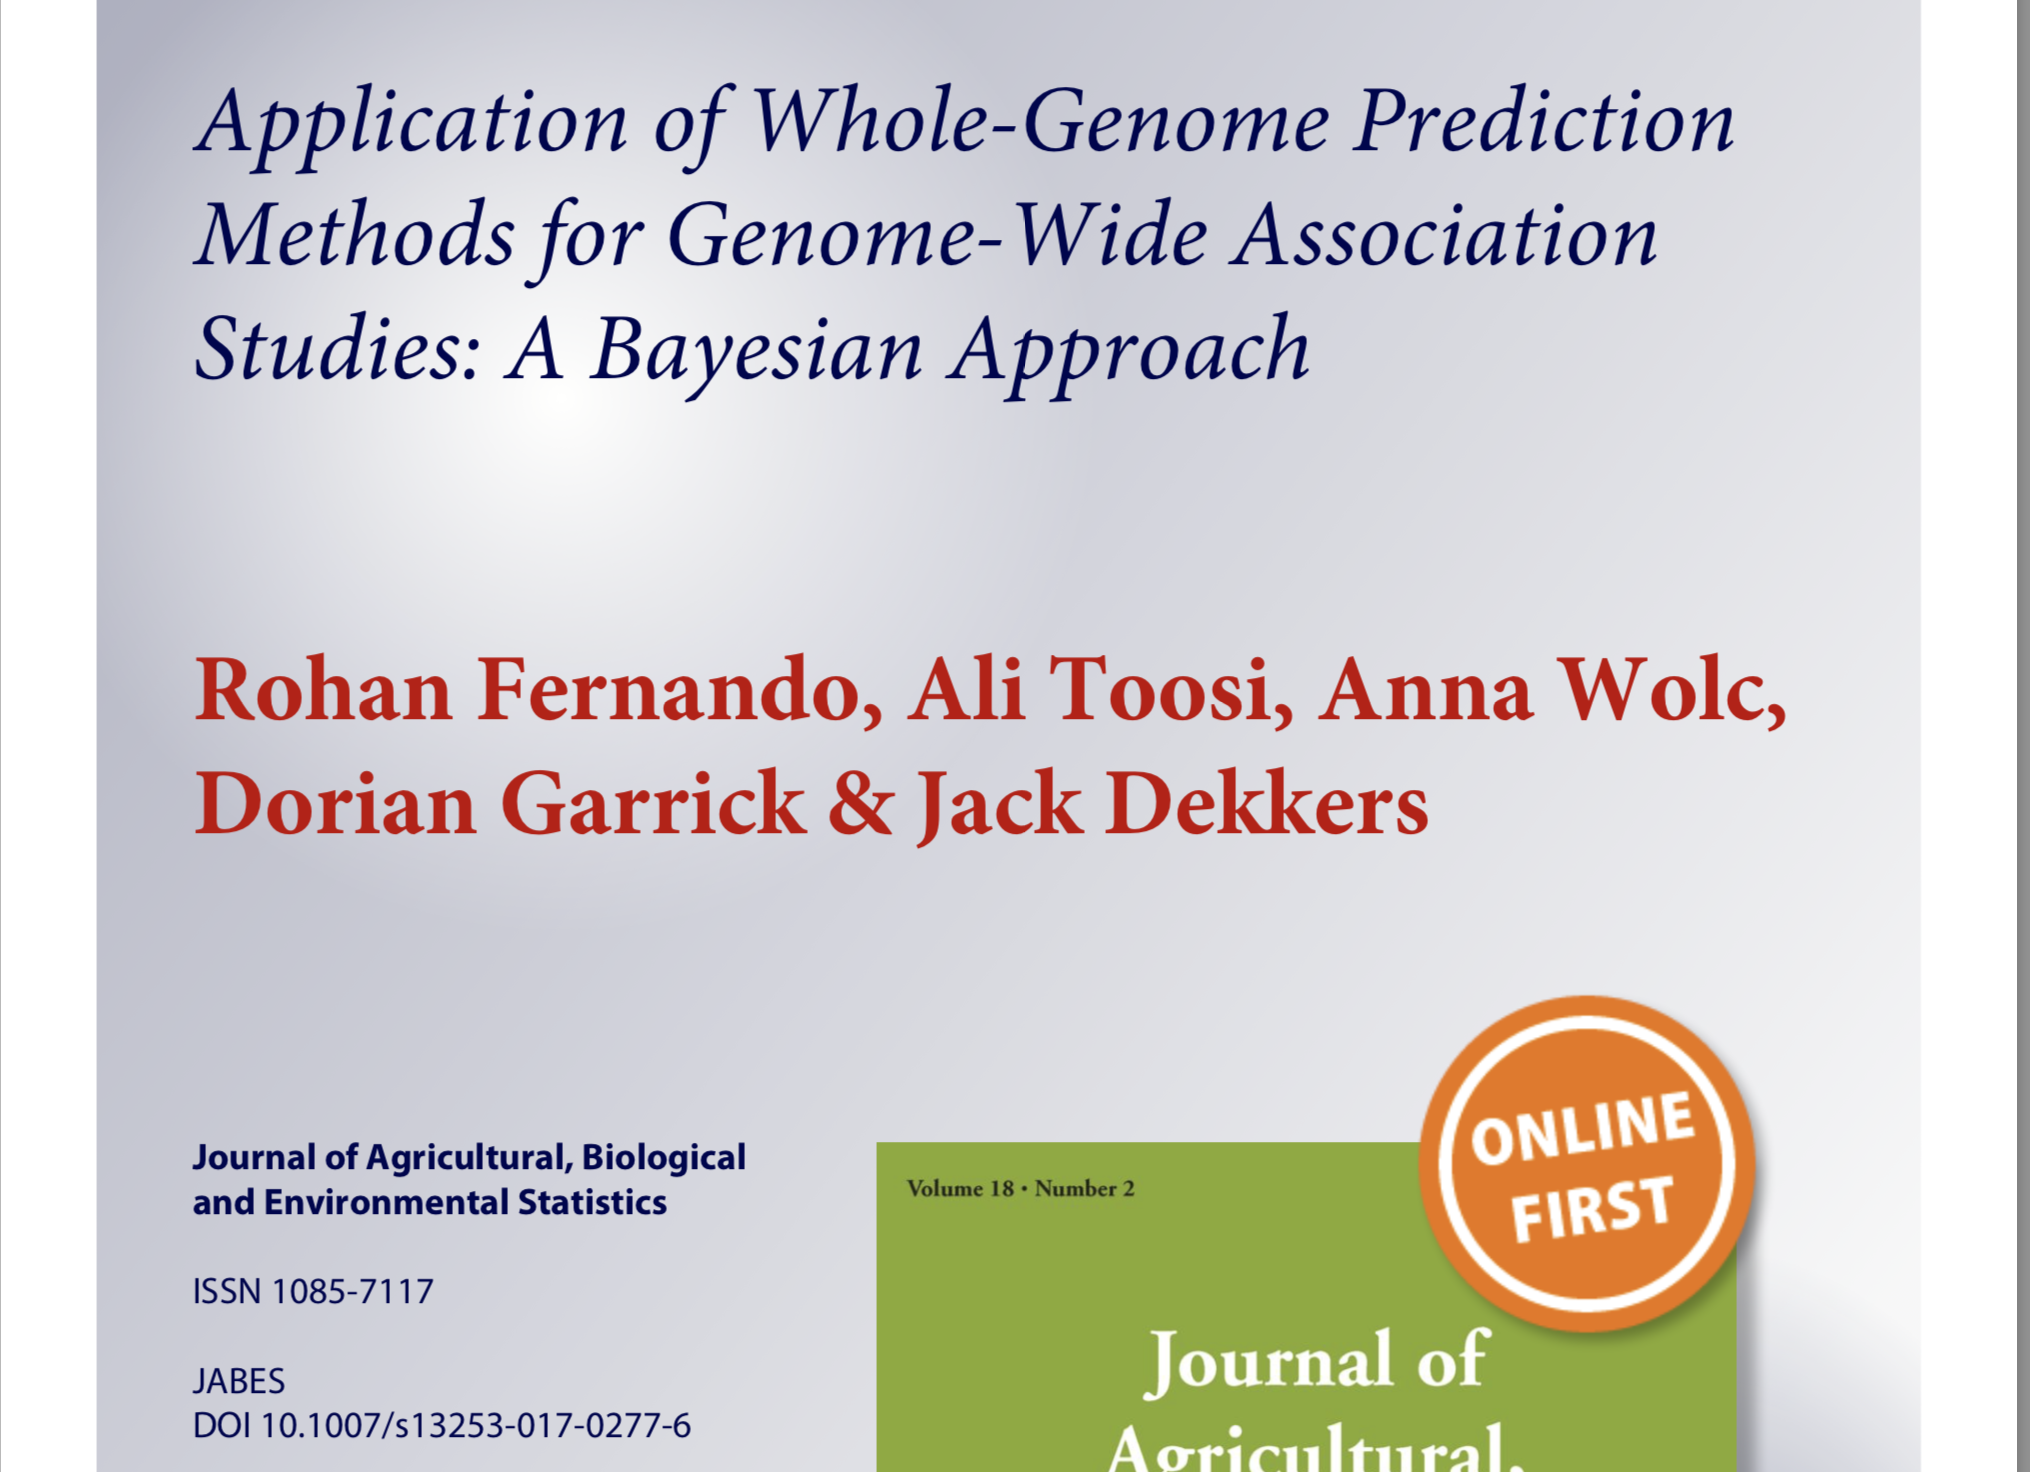 Application of Whole-Genome Prediction
Methods for Genome-Wide Association
Studies: A Bayesian Approach
Rohan Fernando, Ali Toosi, Anna Wolc,
Dorian Garrick & Jack Dekkers
Journal of Agricultural, Biological
and Environmental Statistics
ISSN 1085-7117
JABES
DOI 10.1007/s13253-017-0277-6
ONLINE
FIRST
Volume 18 • Number 2
Journal of
Agricultural,